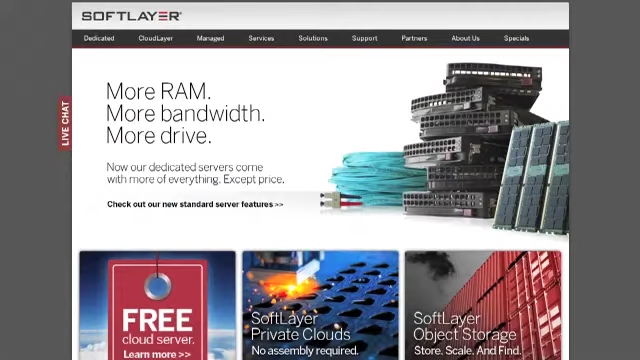 SOFTLAYER
Dedicated CloudLayer Managed Services Solutions Support Partners About Us Specials
LIVE CHAT
More RAM.
More bandwidth.
More drive.
Now our dedicated servers come
with more of everything. Except price.
Check out our new standard server features >>
FREE
cloud server.
Learn more >>
SoftLayer
Private Clouds
No assembly required.
SoftLayer
Object Storage
Store. Scale. And Find.